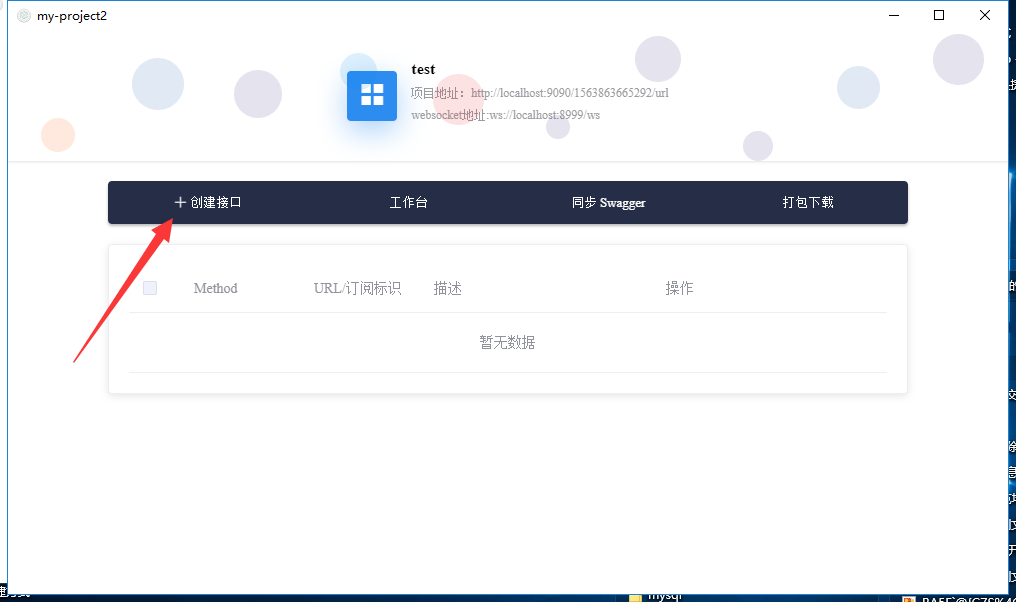 my-project2
test
项目地址：http://localhost:9090/1563863665292/url
websocket地址:ws://localhost:8999/ws
创建接口 工作台 同步 Swagger 打包下载
Method URL/订阅标识 描述 操作
暂无数据
mysql